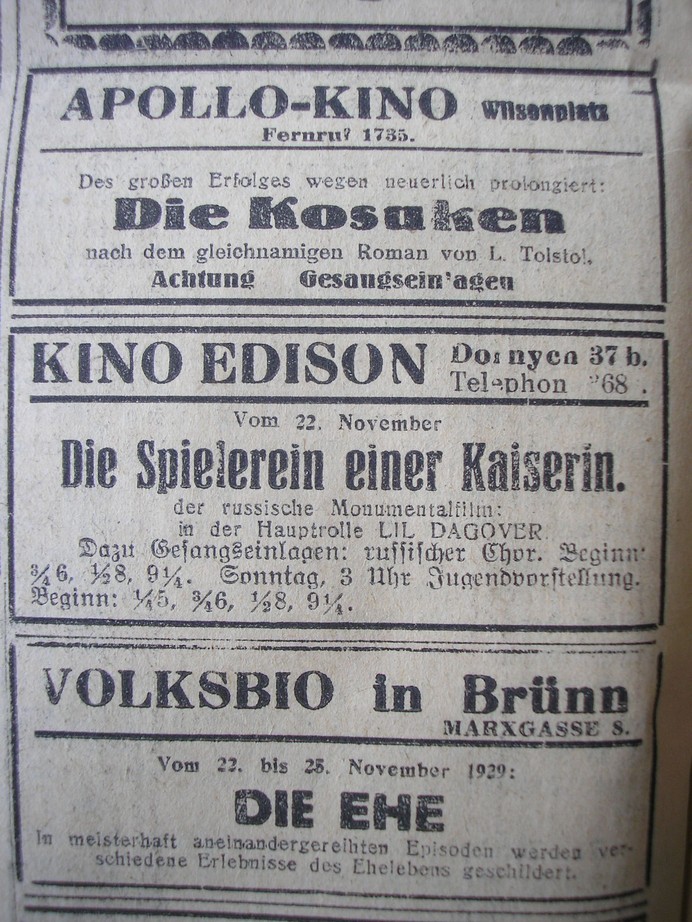 APOLLO-KINO Wilsonplatz
Fernruf 1735.
Des großen Erfolges wegen neuerlich prolongiert:
Die Kosaken
nach dem gleichnamigen Roman von L. Tolstoi.
Achtung Gesangseinlagen
KINO EDISON Dornych 37 b.
Telephon
Vom 22. November
Die Spielerein einer Kaiserin.
der russische Monumentalfilm:
in der Hauptrolle LIL DAGOVER.
Dazu Gesangseinlagen: russischer Chor. Beginn:
¾6, ½8, 9¼. Sonntag, 3 Uhr Jugendvorstellung.
Beginn: ¼5, ¾6, ½8, 9¼.
VOLKSBIO in Brünn
MARXGASSE 8.
Vom 22. bis 25. November 1929:
DIE EHE
In meisterhaft aneinandergereihten Episoden werden ver-
schiedene Erlebnisse des Ehelebens geschildert.